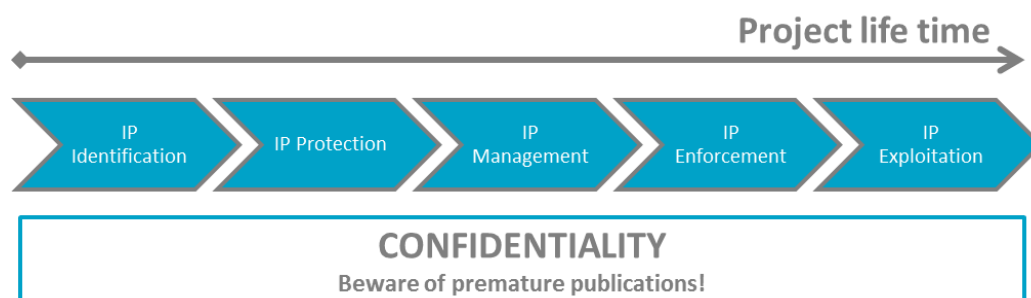 Project life time
IP
Identification
IP Protection
IP
Management
IP
Enforcement
IP
Exploitation
CONFIDENTIALITY
Beware of premature publications!